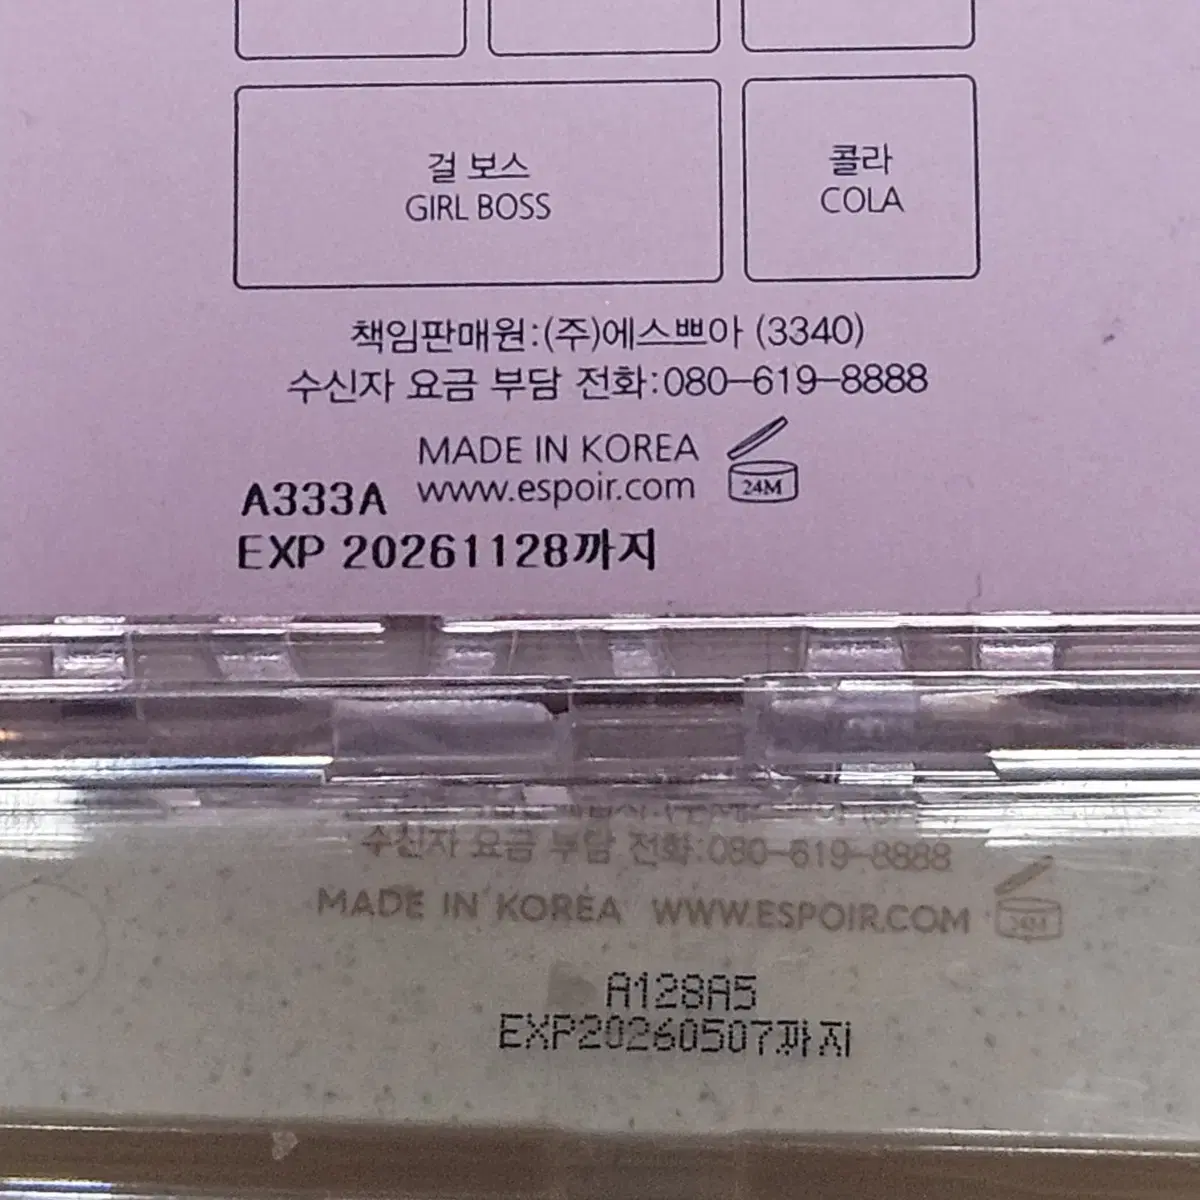 걸 보스
GIRL BOSS
콜라
COLA
책임판매원:(주)에스쁘아 (3340)
수신자 요금 부담 전화:080-619-8888
MADE IN KOREA
www.espoir.com
24M
A333A
EXP 20261128까지
수신자 요금 부담 전화:080-619-8888
MADE IN KOREA WWW.ESPOIR.COM
24M
A128A5
EXP20260507까지